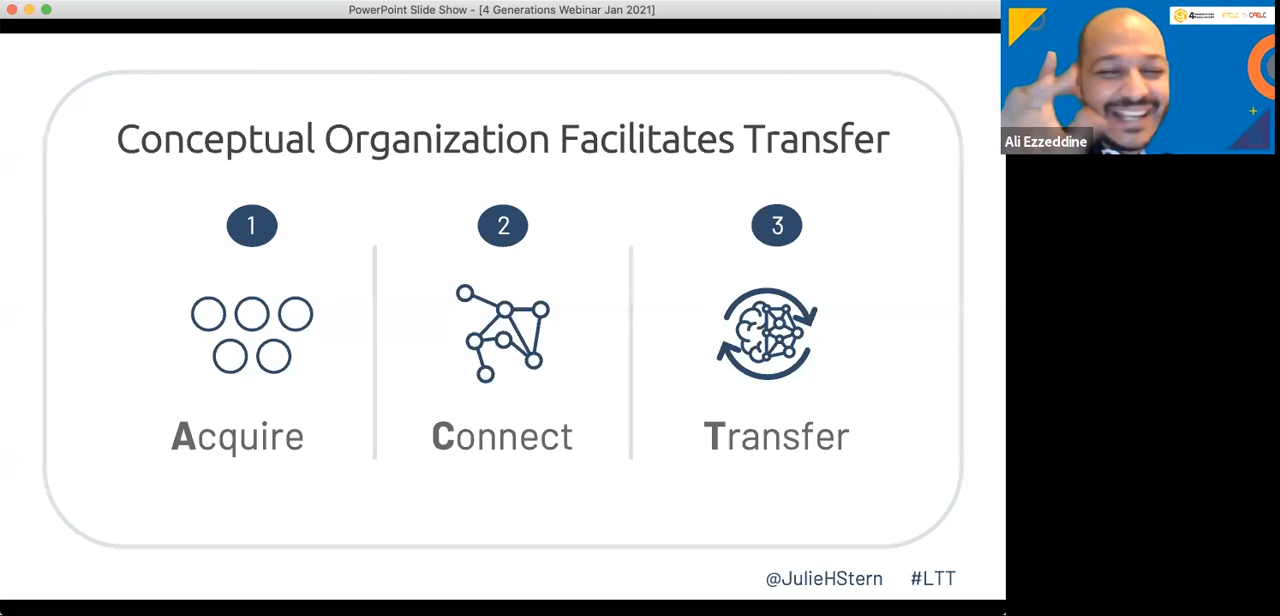 PowerPoint Slide Show - [4 Generations Webinar Jan 2021]
Conceptual Organization Facilitates Transfer
1
2
3
Acquire
Connect
Transfer
@JulieHStern #LTT
Ali Ezzeddine